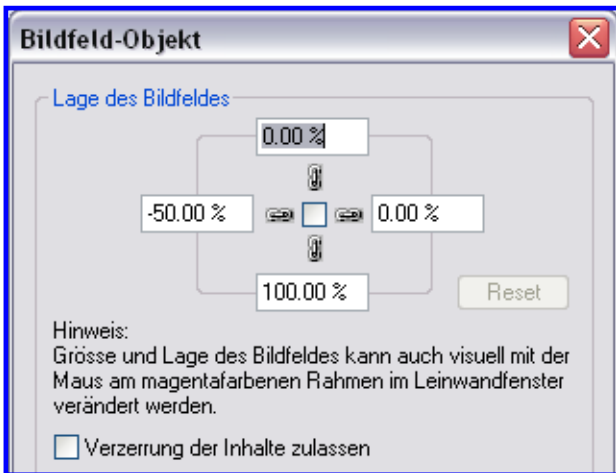 Bildfeld-Objekt
Lage des Bildfeldes
0.00 %
-50.00 %
0.00 %
100.00 %
Reset
Hinweis:
Grösse und Lage des Bildfeldes kann auch visuell mit der
Maus am magentafarbenen Rahmen im Leinwandfenster
verändert werden.
Verzerrung der Inhalte zulassen